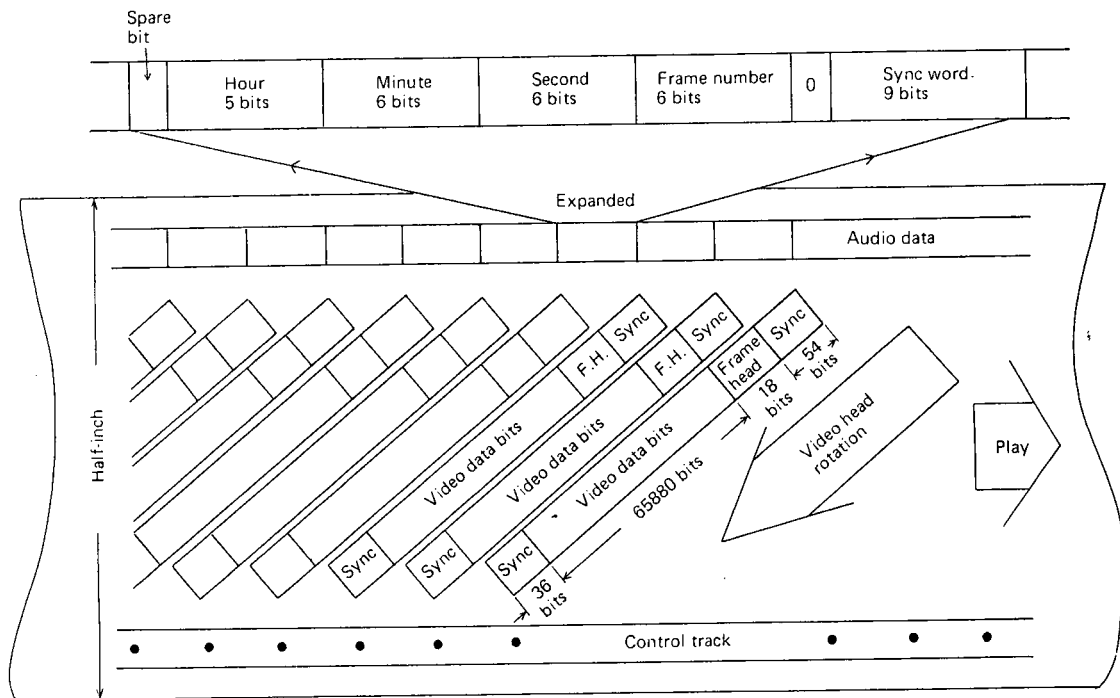 Spare
bit
Hour
5 bits
Minute
6 bits
Second
6 bits
Frame number
6 bits
0
Sync word.
9 bits
Expanded
Audio data
Half-inch
F.H.
Sync
F.H.
Sync
Frame
head
Sync
54
bits
18
bits
Video data bits
Video data bits
Video data bits
65880 bits
Video head
rotation
Play
Sync
Sync
Sync
36
bits
Control track